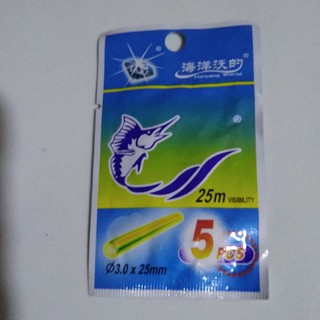 海洋沃的
25m VISIBILITY
5 PCS
Ø3.0 x 25mm